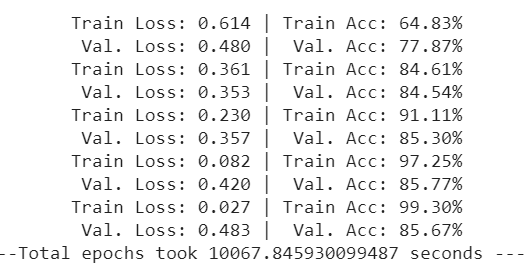 Train Loss: 0.614 | Train Acc: 64.83%
Val. Loss: 0.480 | Val. Acc: 77.87%
Train Loss: 0.361 | Train Acc: 84.61%
Val. Loss: 0.353 | Val. Acc: 84.54%
Train Loss: 0.230 | Train Acc: 91.11%
Val. Loss: 0.357 | Val. Acc: 85.30%
Train Loss: 0.082 | Train Acc: 97.25%
Val. Loss: 0.420 | Val. Acc: 85.77%
Train Loss: 0.027 | Train Acc: 99.30%
Val. Loss: 0.483 | Val. Acc: 85.67%
--Total epochs took 10067.845930099487 seconds ---